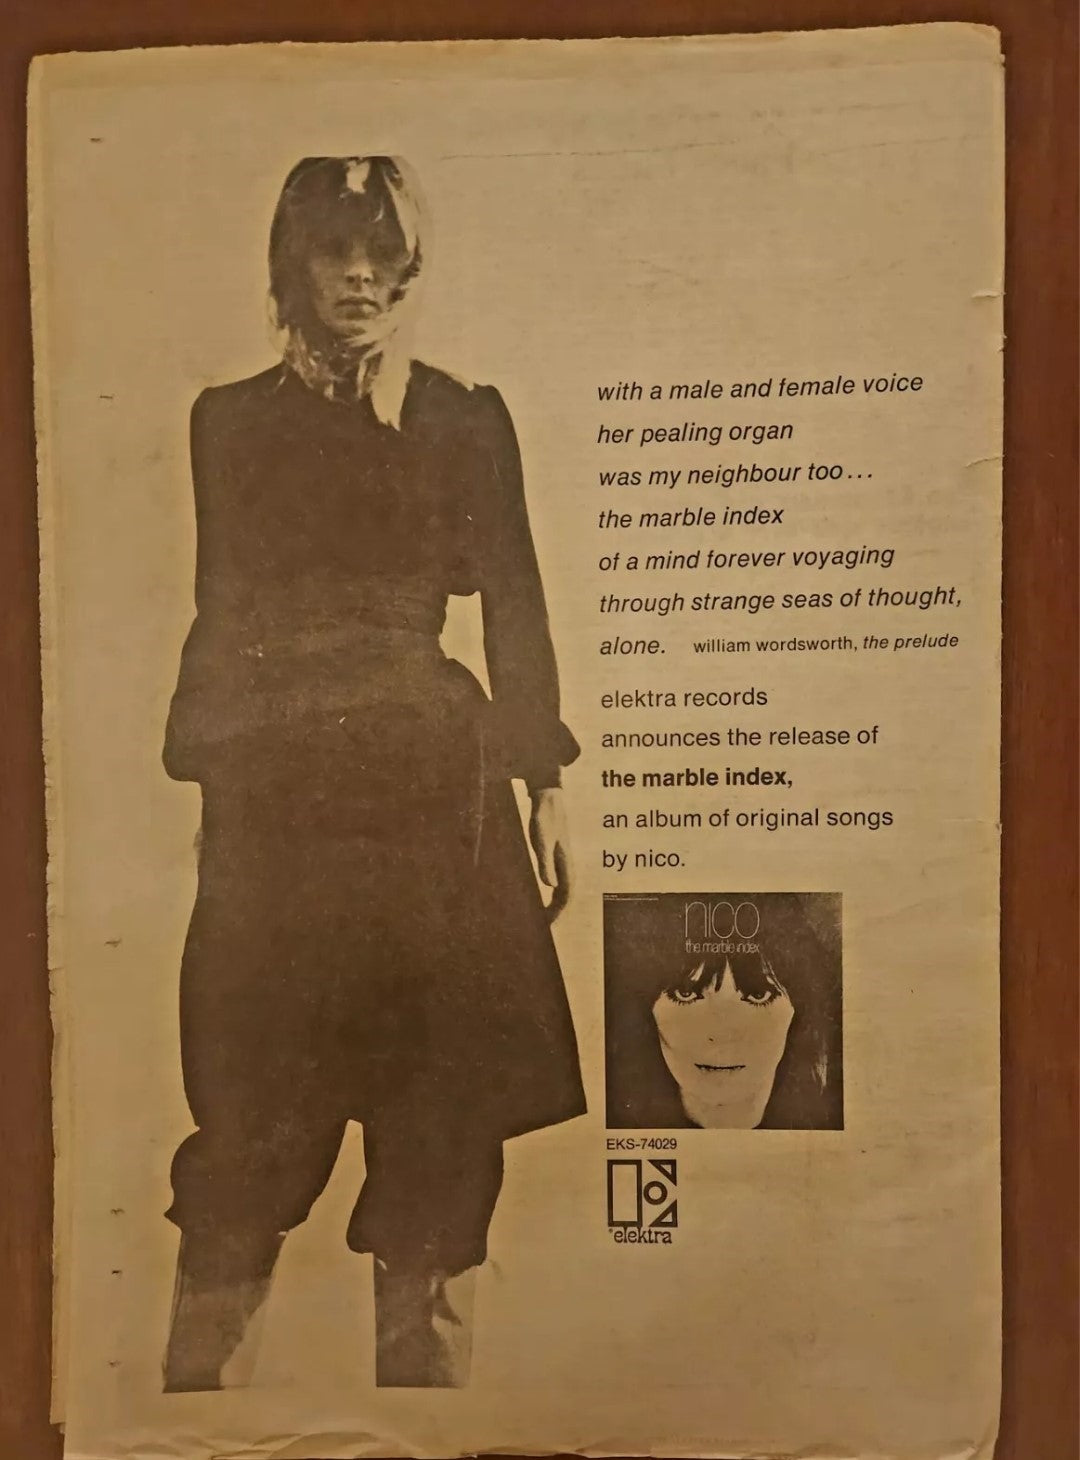 with a male and female voice
her pealing organ
was my neighbour too...
the marble index
of a mind forever voyaging
through strange seas of thought,
alone. william wordsworth, the prelude
elektra records
announces the release of
the marble index,
an album of original songs
by nico.
nico
the marble index
EKS-74029
elektra